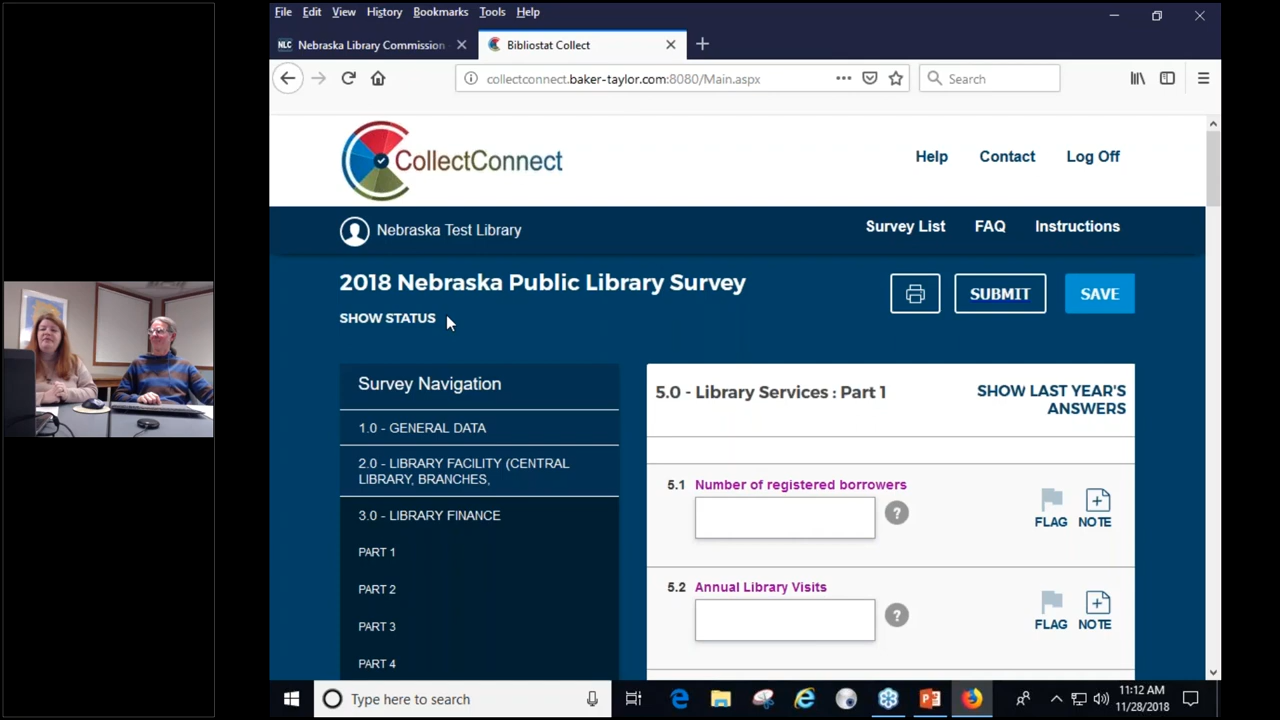 File Edit View History Bookmarks Tools Help
NLC Nebraska Library Commission
Bibliostat Collect
collectconnect.baker-taylor.com:8080/Main.aspx
Search
CollectConnect
Help Contact Log Off
Nebraska Test Library
Survey List FAQ Instructions
2018 Nebraska Public Library Survey
SUBMIT SAVE
SHOW STATUS
Survey Navigation
1.0 - GENERAL DATA
2.0 - LIBRARY FACILITY (CENTRAL
LIBRARY, BRANCHES,
3.0 - LIBRARY FINANCE
PART 1
PART 2
PART 3
PART 4
5.0 - Library Services : Part 1
SHOW LAST YEAR'S
ANSWERS
5.1 Number of registered borrowers
?
FLAG NOTE
5.2 Annual Library Visits
?
FLAG NOTE
Type here to search
11:12 AM
11/28/2018